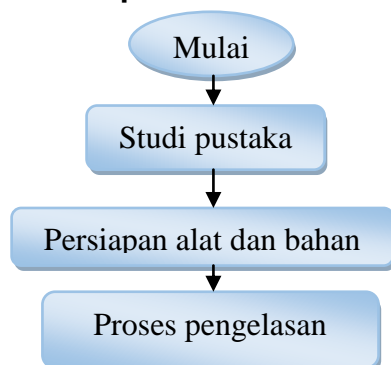 Mulai
Studi pustaka
Persiapan alat dan bahan
Proses pengelasan